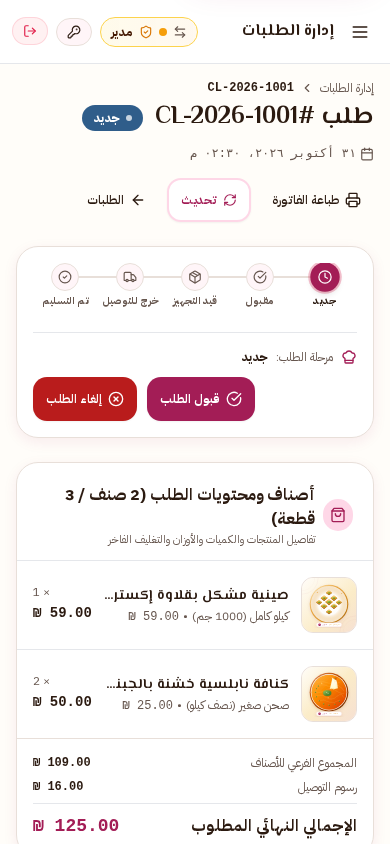 إدارة الطلبات
مدير
إدارة الطلبات > CL-2026-1001
طلب #CL-2026-1001
جديد
٣١ أكتوبر ٢٠٢٦، ٠٢:٣٠ م
طباعة الفاتورة
تحديث
الطلبات
جديد
مقبول
قيد التجهيز
خرج للتوصيل
تم التسليم
مرحلة الطلب: جديد
قبول الطلب
إلغاء الطلب
أصناف ومحتويات الطلب (2 صنف / 3 قطعة)
تفاصيل المنتجات والكميات والأوزان والتغليف الفاخر
صينية مشكل بقلاوة إكستر...
× 1
كيلو كامل (1000 جم) • 59.00 ₪
59.00 ₪
كنافة نابلسية خشنة بالجبنـ...
× 2
صحن صغير (نصف كيلو) • 25.00 ₪
50.00 ₪
المجموع الفرعي للأصناف
109.00 ₪
رسوم التوصيل
16.00 ₪
الإجمالي النهائي المطلوب
125.00 ₪